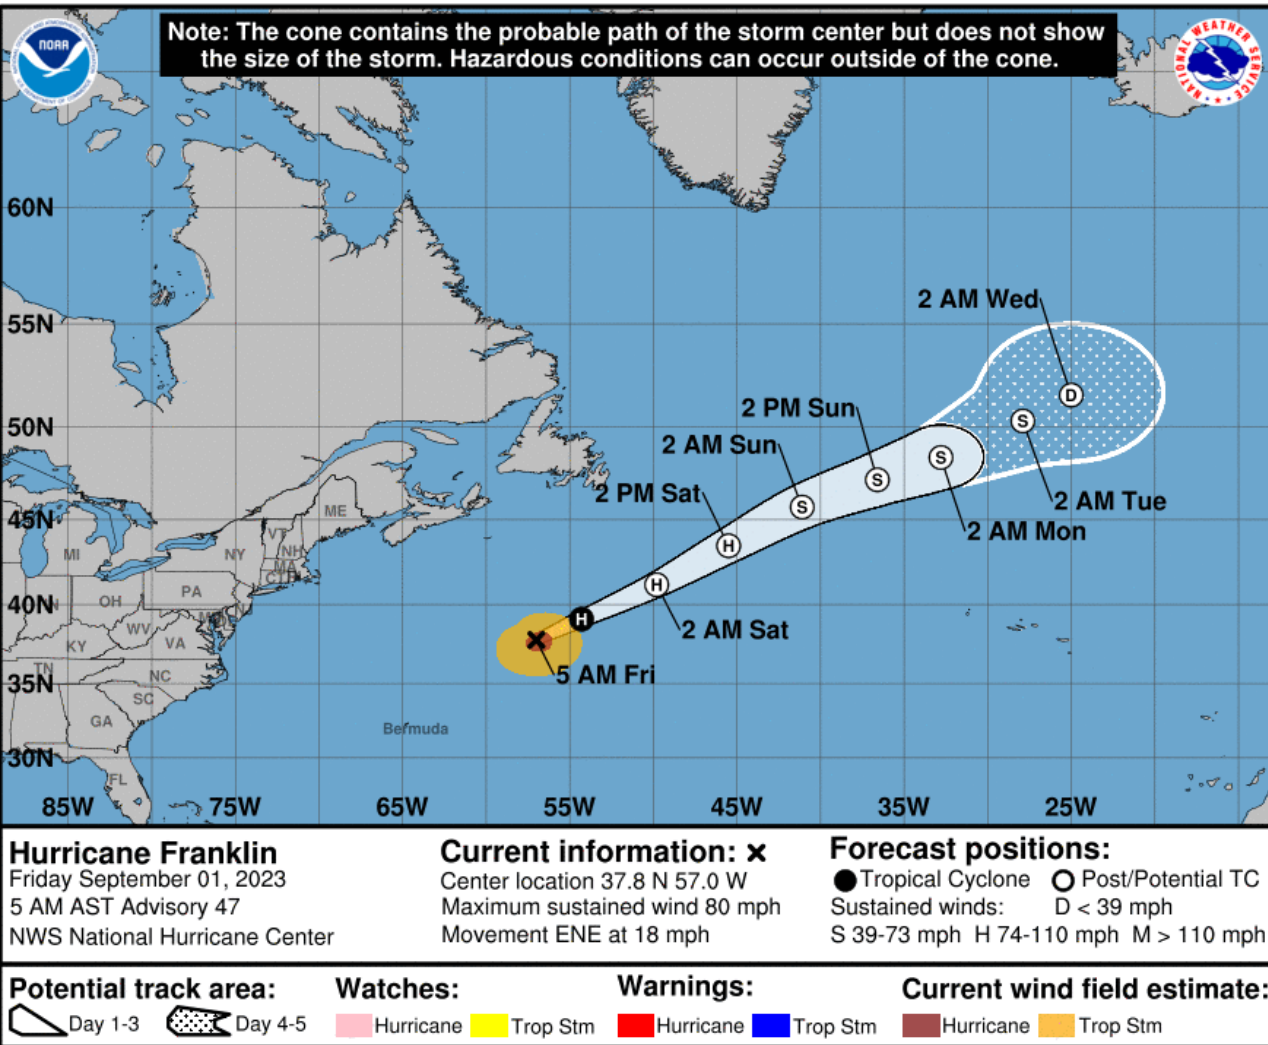 Note: The cone contains the probable path of the storm center but does not show
the size of the storm. Hazardous conditions can occur outside of the cone.
NOAA
NATIONAL WEATHER SERVICE
60N
55N
50N
45N
40N
35N
30N
2 AM Wed
2 PM Sun
2 AM Sun
2 PM Sat
2 AM Tue
2 AM Mon
2 AM Sat
5 AM Fri
D
S
S
S
S
H
H
H
ME
VT
NH
MA
CT
NY
MI
PA
OH
WV
VA
KY
TN
NC
SC
GA
FL
Bermuda
85W 75W 65W 55W 45W 35W 25W
Hurricane Franklin
Friday September 01, 2023
5 AM AST Advisory 47
NWS National Hurricane Center
Current information: x
Center location 37.8 N 57.0 W
Maximum sustained wind 80 mph
Movement ENE at 18 mph
Forecast positions:
Tropical Cyclone Post/Potential TC
Sustained winds: D < 39 mph
S 39-73 mph H 74-110 mph M > 110 mph
Potential track area:
Day 1-3 Day 4-5
Watches:
Hurricane Trop Stm
Warnings:
Hurricane Trop Stm
Current wind field estimate:
Hurricane Trop Stm